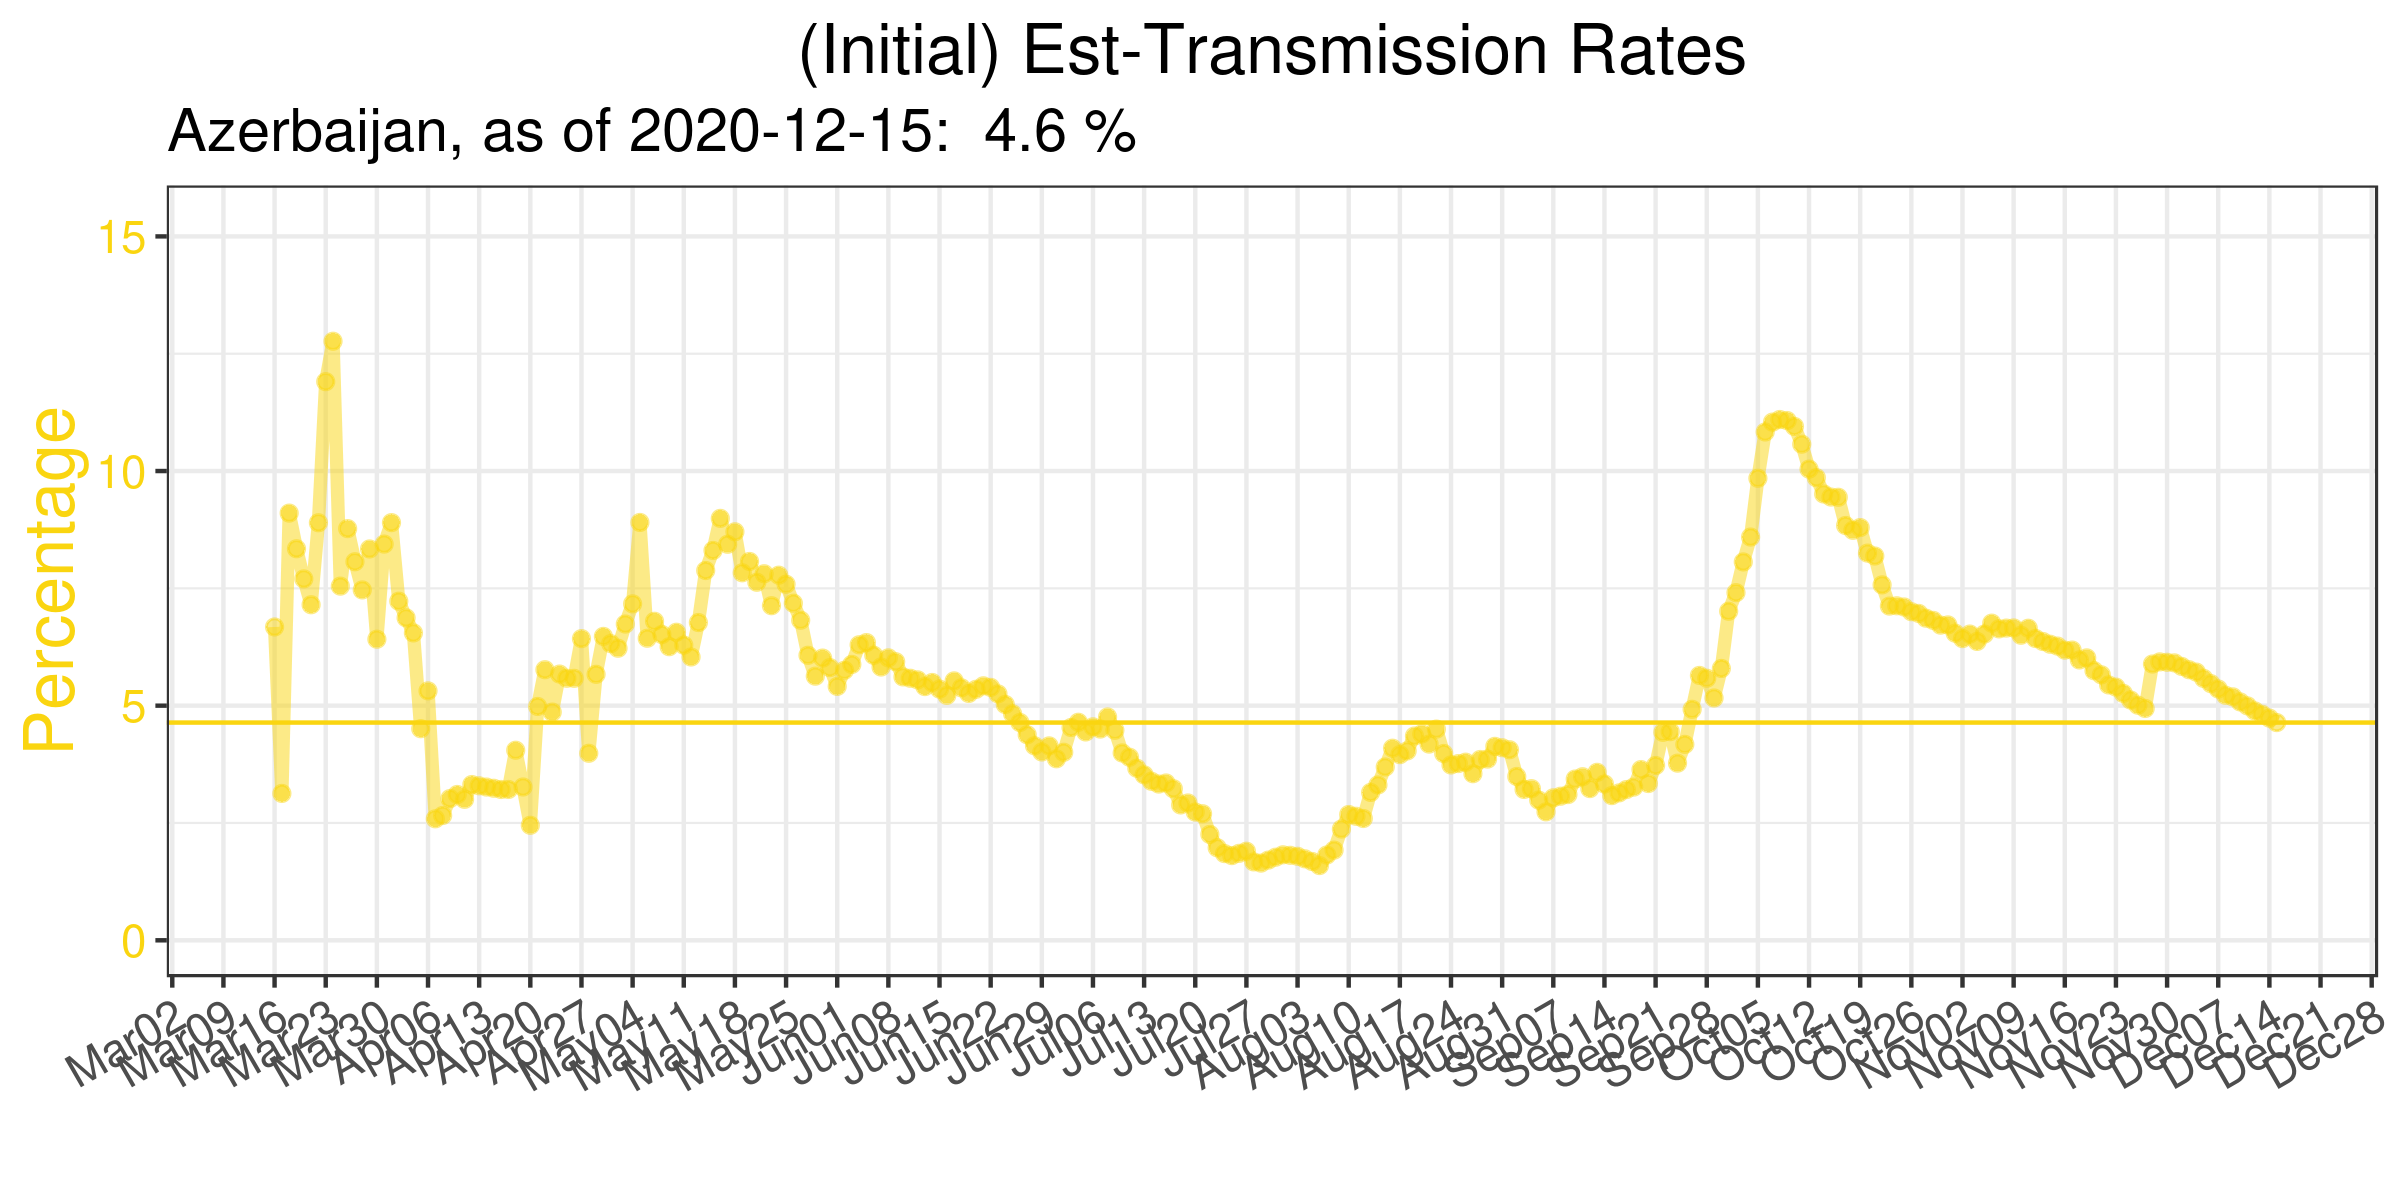 (Initial) Est-Transmission Rates
Azerbaijan, as of 2020-12-15:  4.6 %
Percentage
15
10
5
0
Mar02
Mar09
Mar16
Mar23
Mar30
Apr06
Apr13
Apr20
Apr27
May04
May11
May18
May25
Jun01
Jun08
Jun15
Jun22
Jun29
Jul06
Jul13
Jul20
Jul27
Aug03
Aug10
Aug17
Aug24
Aug31
Sep07
Sep14
Sep21
Sep28
Oct05
Oct12
Oct19
Oct26
Nov02
Nov09
Nov16
Nov23
Nov30
Dec07
Dec14
Dec21
Dec28